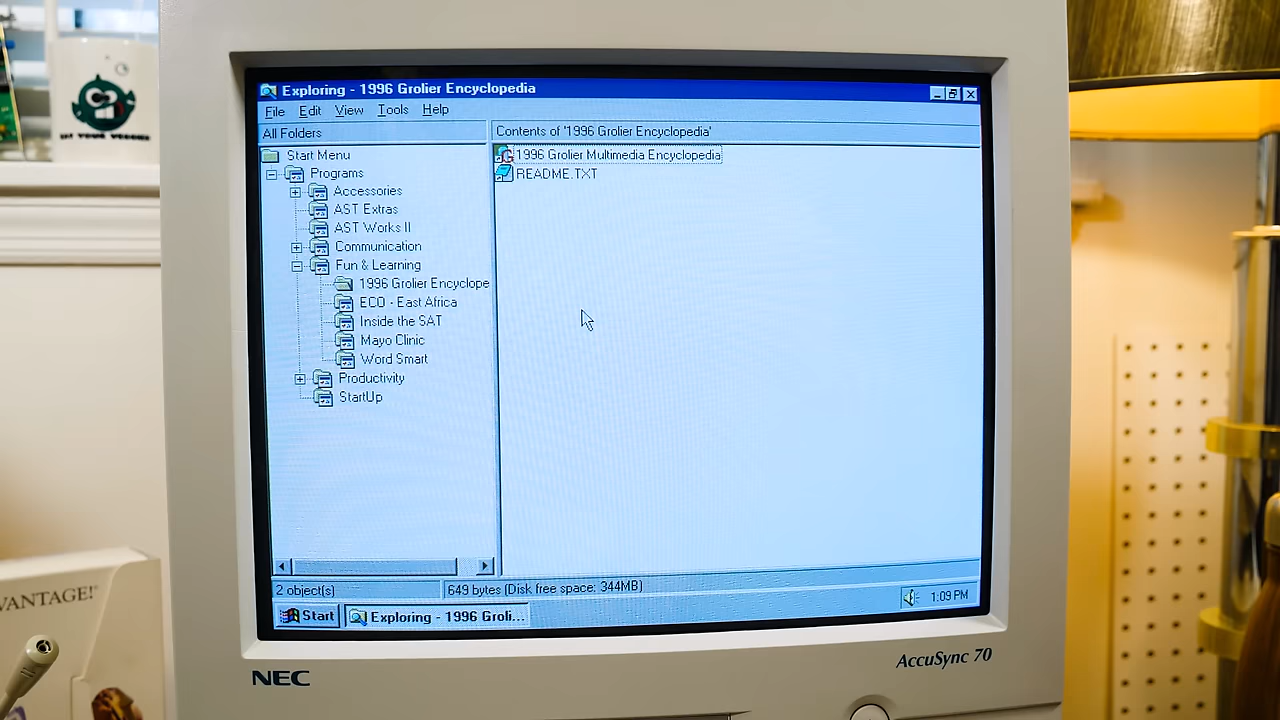 Exploring - 1996 Grolier Encyclopedia
File Edit View Tools Help
All Folders
Contents of '1996 Grolier Encyclopedia'
Start Menu
Programs
Accessories
AST Extras
AST Works II
Communication
Fun & Learning
1996 Grolier Encyclope
ECO - East Africa
Inside the SAT
Mayo Clinic
Word Smart
Productivity
StartUp
1996 Grolier Multimedia Encyclopedia
README.TXT
2 object(s)
649 bytes (Disk free space: 344MB)
Start
Exploring - 1996 Groli...
1:09 PM
NEC
AccuSync 70
EAT YOUR VEGGIES
VANTAGE!